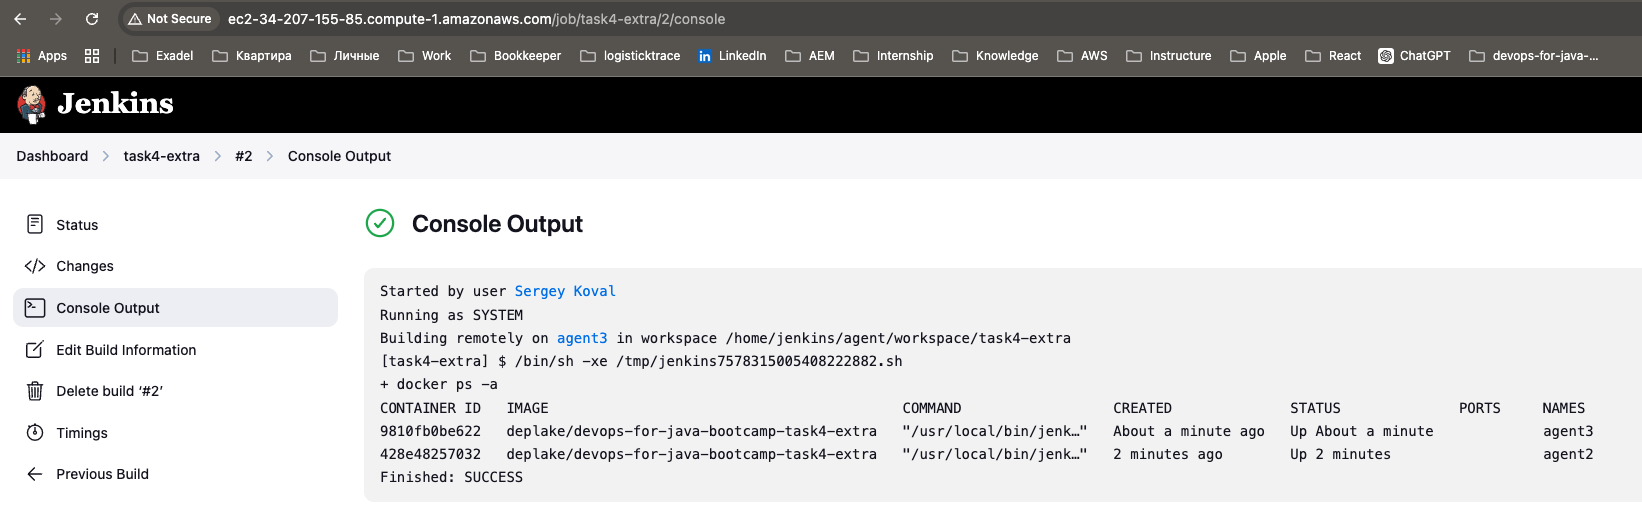 Not Secure ec2-34-207-155-85.compute-1.amazonaws.com/job/task4-extra/2/console
Apps Exadel Квартира Личные Work Bookkeeper logisticktrace LinkedIn AEM Internship Knowledge AWS Instructure Apple React ChatGPT devops-for-java-...
Jenkins
Dashboard > task4-extra > #2 > Console Output
Status
Changes
Console Output
Edit Build Information
Delete build ‘#2’
Timings
Previous Build
Console Output
Started by user Sergey Koval
Running as SYSTEM
Building remotely on agent3 in workspace /home/jenkins/agent/workspace/task4-extra
[task4-extra] $ /bin/sh -xe /tmp/jenkins7578315005408222882.sh
+ docker ps -a
CONTAINER ID IMAGE COMMAND CREATED STATUS PORTS NAMES
9810fb0be622 deplake/devops-for-java-bootcamp-task4-extra "/usr/local/bin/jenk…" About a minute ago Up About a minute agent3
428e48257032 deplake/devops-for-java-bootcamp-task4-extra "/usr/local/bin/jenk…" 2 minutes ago Up 2 minutes agent2
Finished: SUCCESS